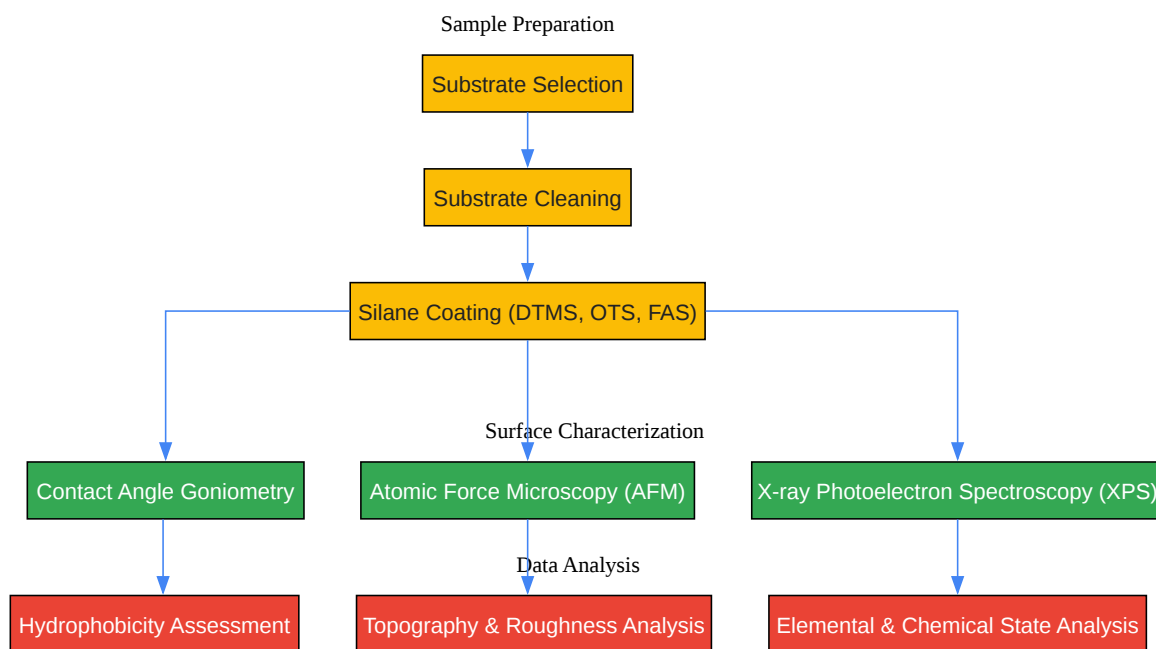 Sample Preparation
Substrate Selection
Substrate Cleaning
Silane Coating (DTMS, OTS, FAS)
Surface Characterization
Contact Angle Goniometry
Atomic Force Microscopy (AFM)
X-ray Photoelectron Spectroscopy (XPS)
Data Analysis
Hydrophobicity Assessment
Topography & Roughness Analysis
Elemental & Chemical State Analysis